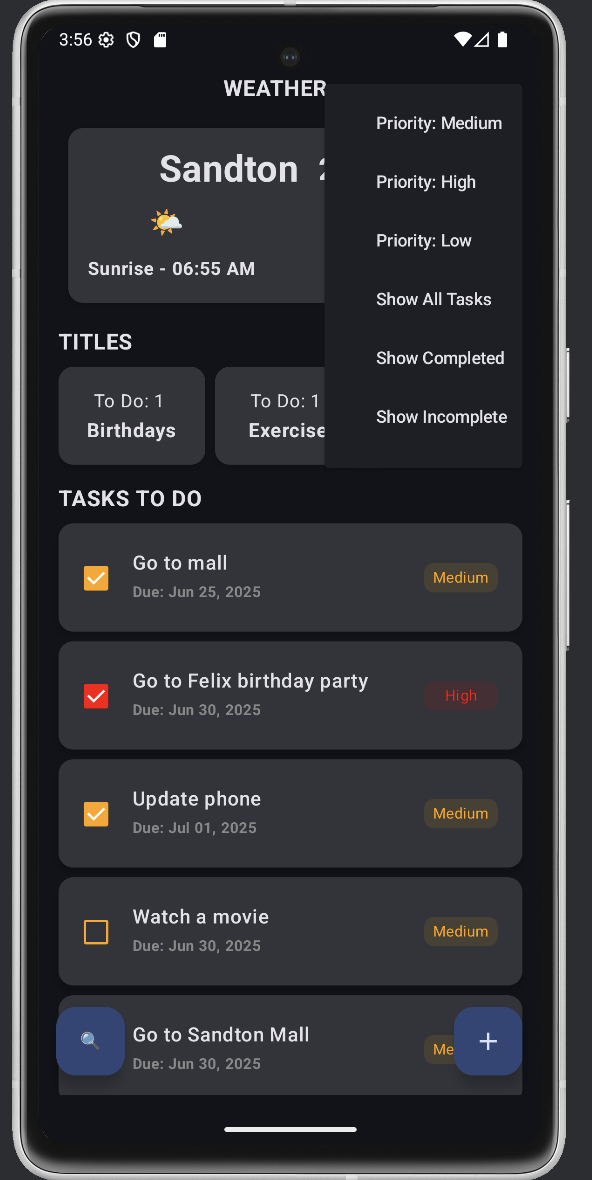 3:56
WEATHER
Sandton
Sunrise - 06:55 AM
Priority: Medium
Priority: High
Priority: Low
Show All Tasks
Show Completed
Show Incomplete
TITLES
To Do: 1
Birthdays
To Do: 1
Exercise
TASKS TO DO
Go to mall
Due: Jun 25, 2025
Medium
Go to Felix birthday party
Due: Jun 30, 2025
High
Update phone
Due: Jul 01, 2025
Medium
Watch a movie
Due: Jun 30, 2025
Medium
Go to Sandton Mall
Due: Jun 30, 2025
Me
+